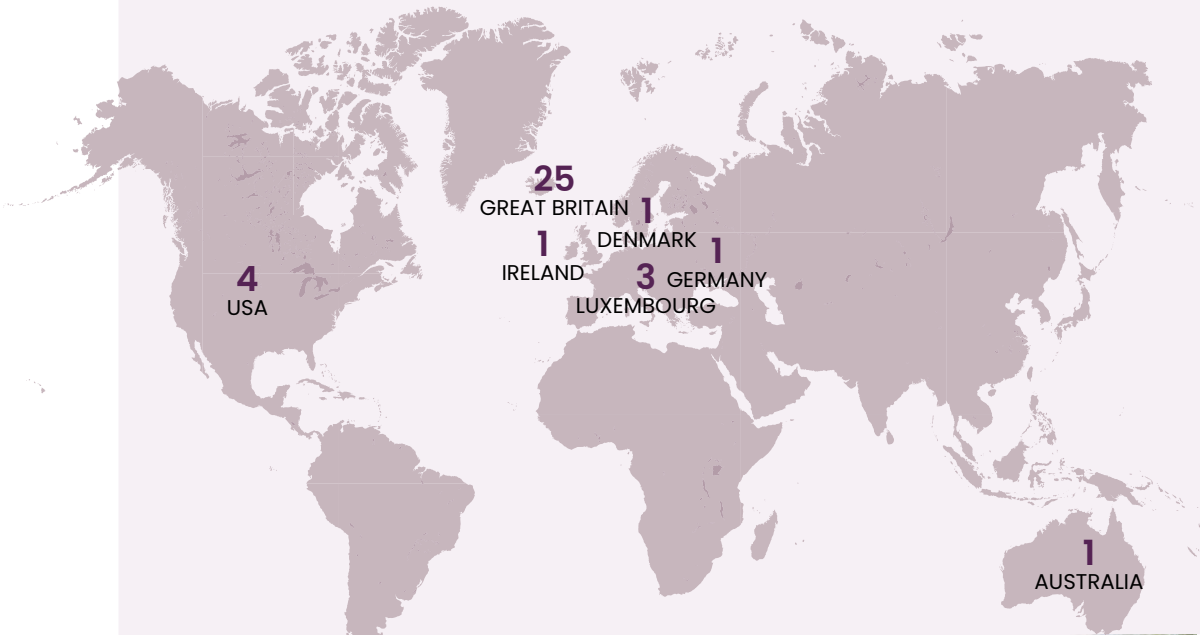 25
GREAT BRITAIN
1
DENMARK
1
IRELAND
1
GERMANY
3
LUXEMBOURG
4
USA
1
AUSTRALIA